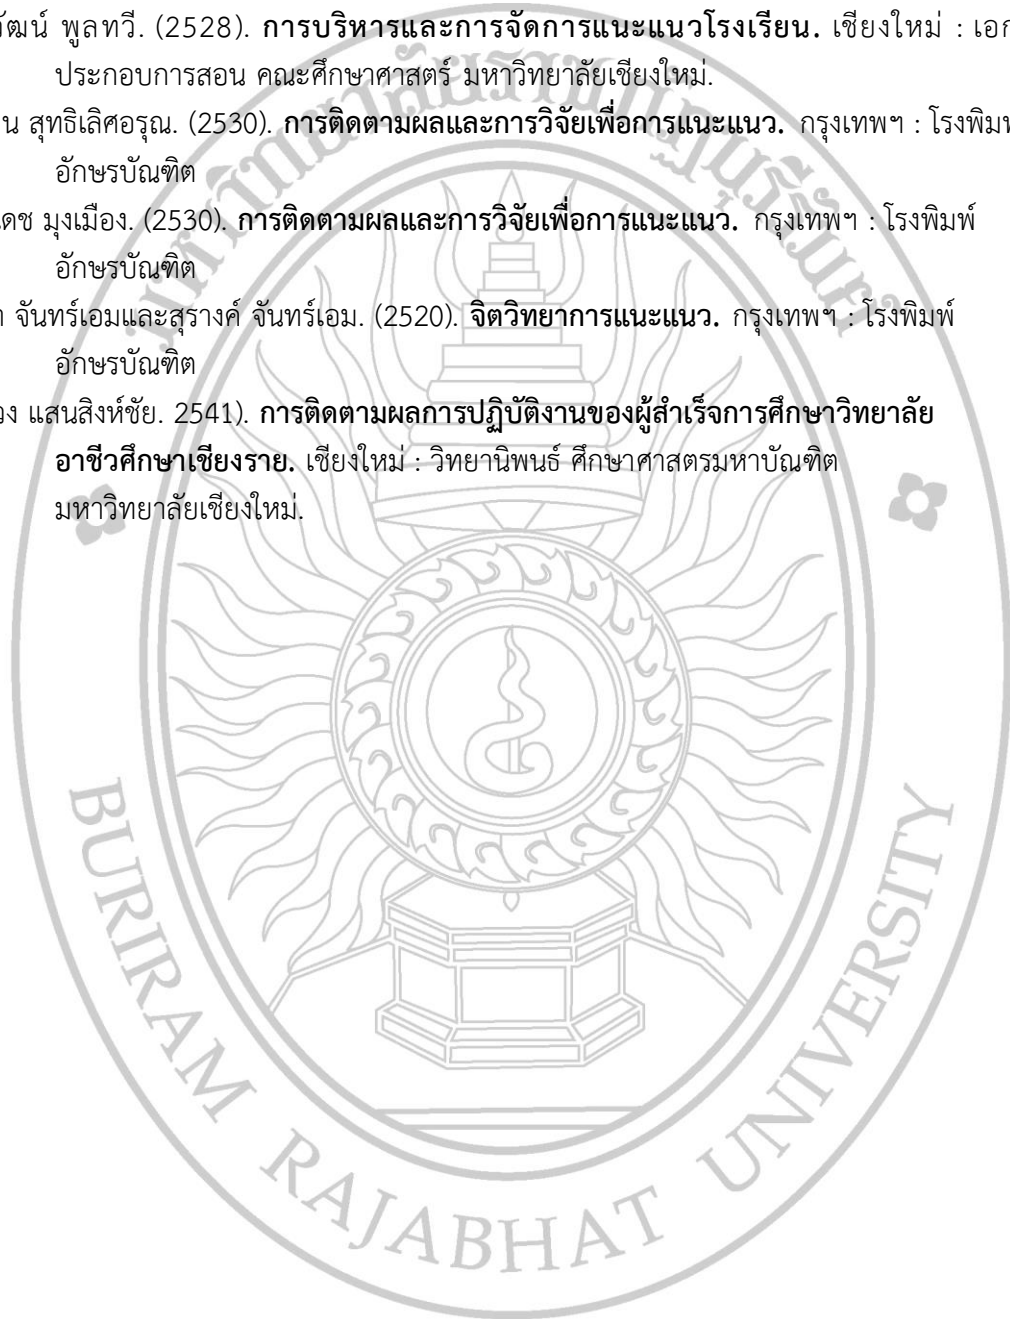 พูลทวี. (2528). การบริหารและการจัดการแนะแนวโรงเรียน. เชียงใหม่ :
ประกอบการสอน คณะศึกษาศาสตร์ มหาวิทยาลัยเชียงใหม่.
สุทธิเลิศอรุณ. (2530). การติดตามผลและการวิจัยเพื่อการแนะแนว. กรุงเทพฯ :
อักษรบัณฑิต
มุงเมือง. (2530). การติดตามผลและการวิจัยเพื่อการแนะแนว. กรุงเทพฯ : โรงพิมพ์
อักษรบัณฑิต
จันทร์เอมและสุรางค์ จันทร์เอม. (2520). จิตวิทยาการแนะแนว. กรุงเทพฯ : โรงพิมพ์
อักษรบัณฑิต
แสนสิงห์ชัย. 2541). การติดตามผลการปฏิบัติงานของผู้สำเร็จการศึกษาวิทยาลัย
อาชีวศึกษาเชียงราย. เชียงใหม่ : วิทยานิพนธ์ ศึกษาศาสตรมหาบัณฑิต
มหาวิทยาลัยเชียงใหม่.
มหาวิทยาลัยราชภัฏบุรีรัมย์
BURIRAM RAJABHAT UNIVERSITY